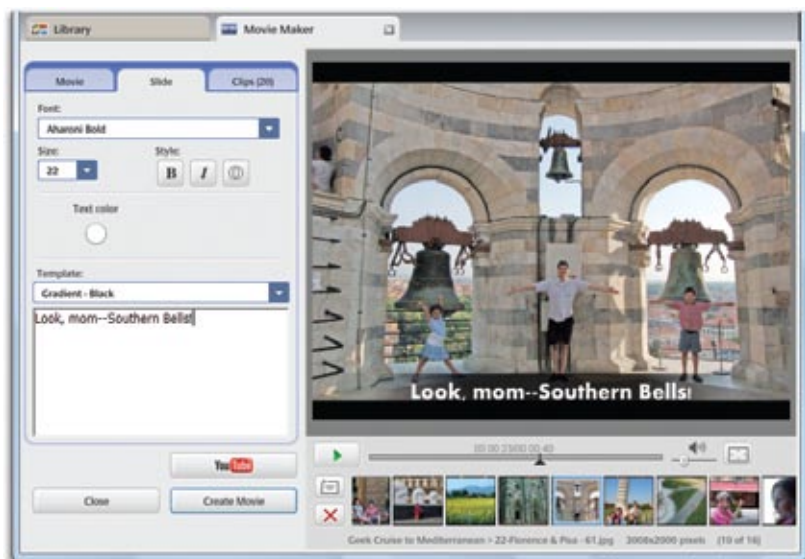 Library
Movie Maker
Movie
Slide
Clips (20)
Font:
Aharoni Bold
Size:
Style:
22
B
I
Text color
Template:
Gradient - Black
Look, mom--Southern Bells!
Look, mom--Southern Bells!
YouTube
Close
Create Movie
Geek Cruise to Mediterranean > 22-Florence & Pisa - 61.jpg 3008x2000 pixels (10 of 16)